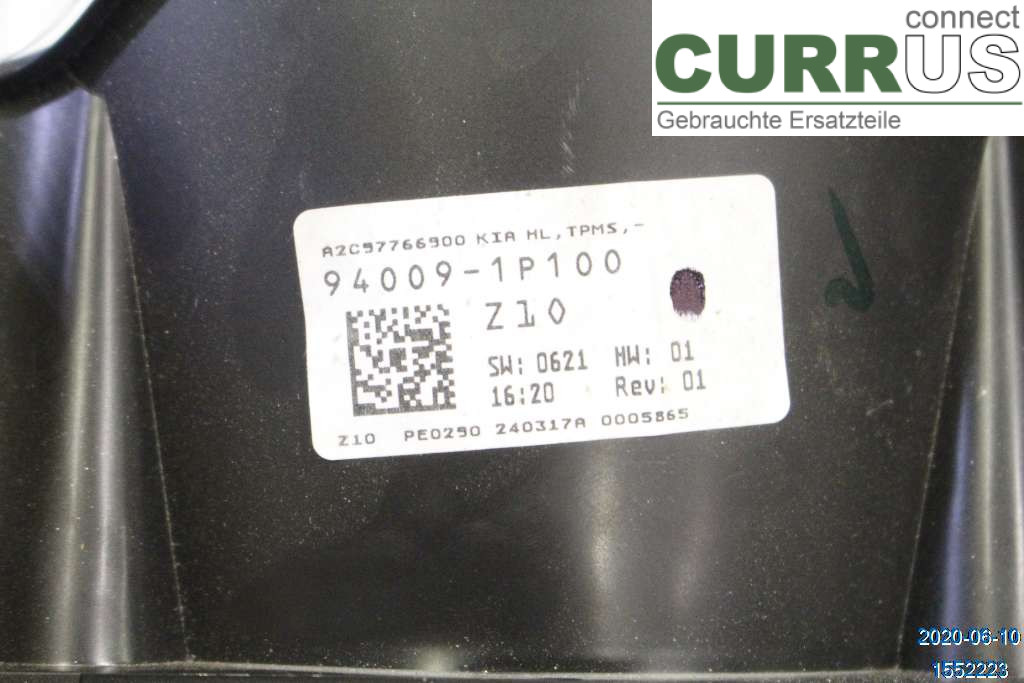 connect
CURRUS
Gebrauchte Ersatzteile
A2C97766900 KIA HL,TPMS,-
94009-1P100
Z10
SW: 0621 HW: 01
16:20 Rev: 01
Z10 PE0290 240317A 0005865
2020-06-10
1552223